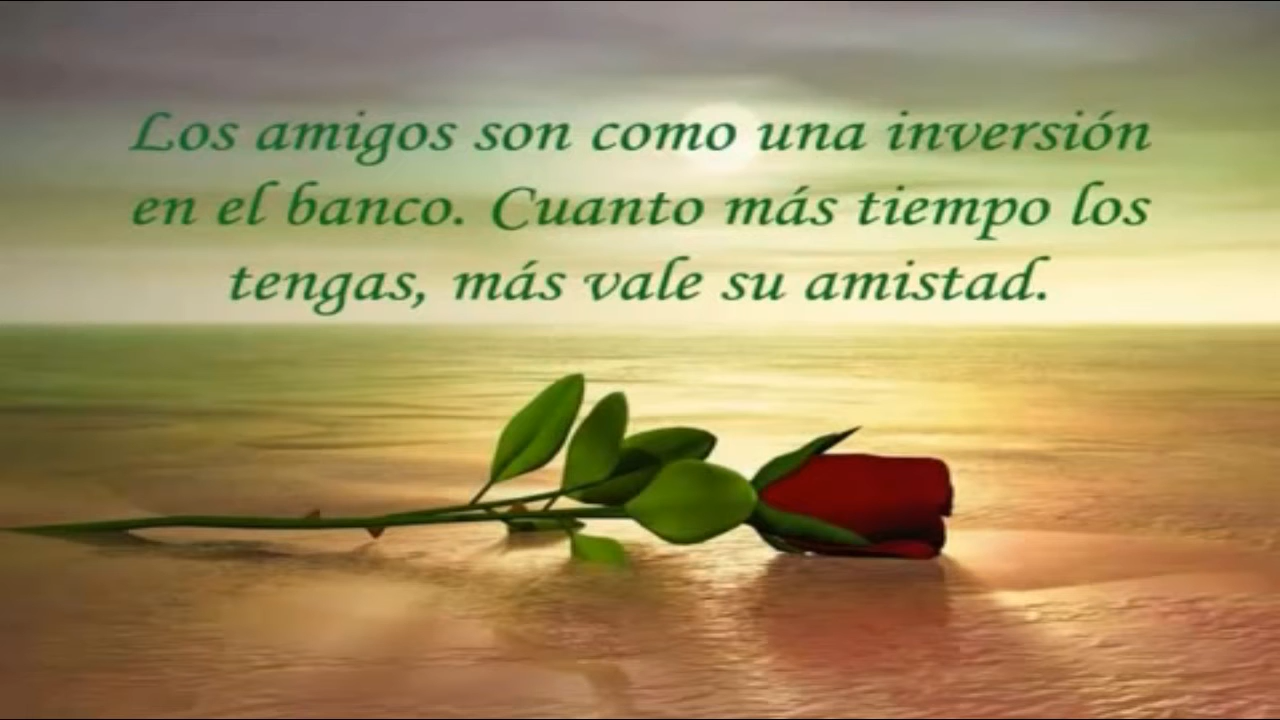 Los amigos son como una inversión
en el banco. Cuanto más tiempo los
tengas, más vale su amistad.